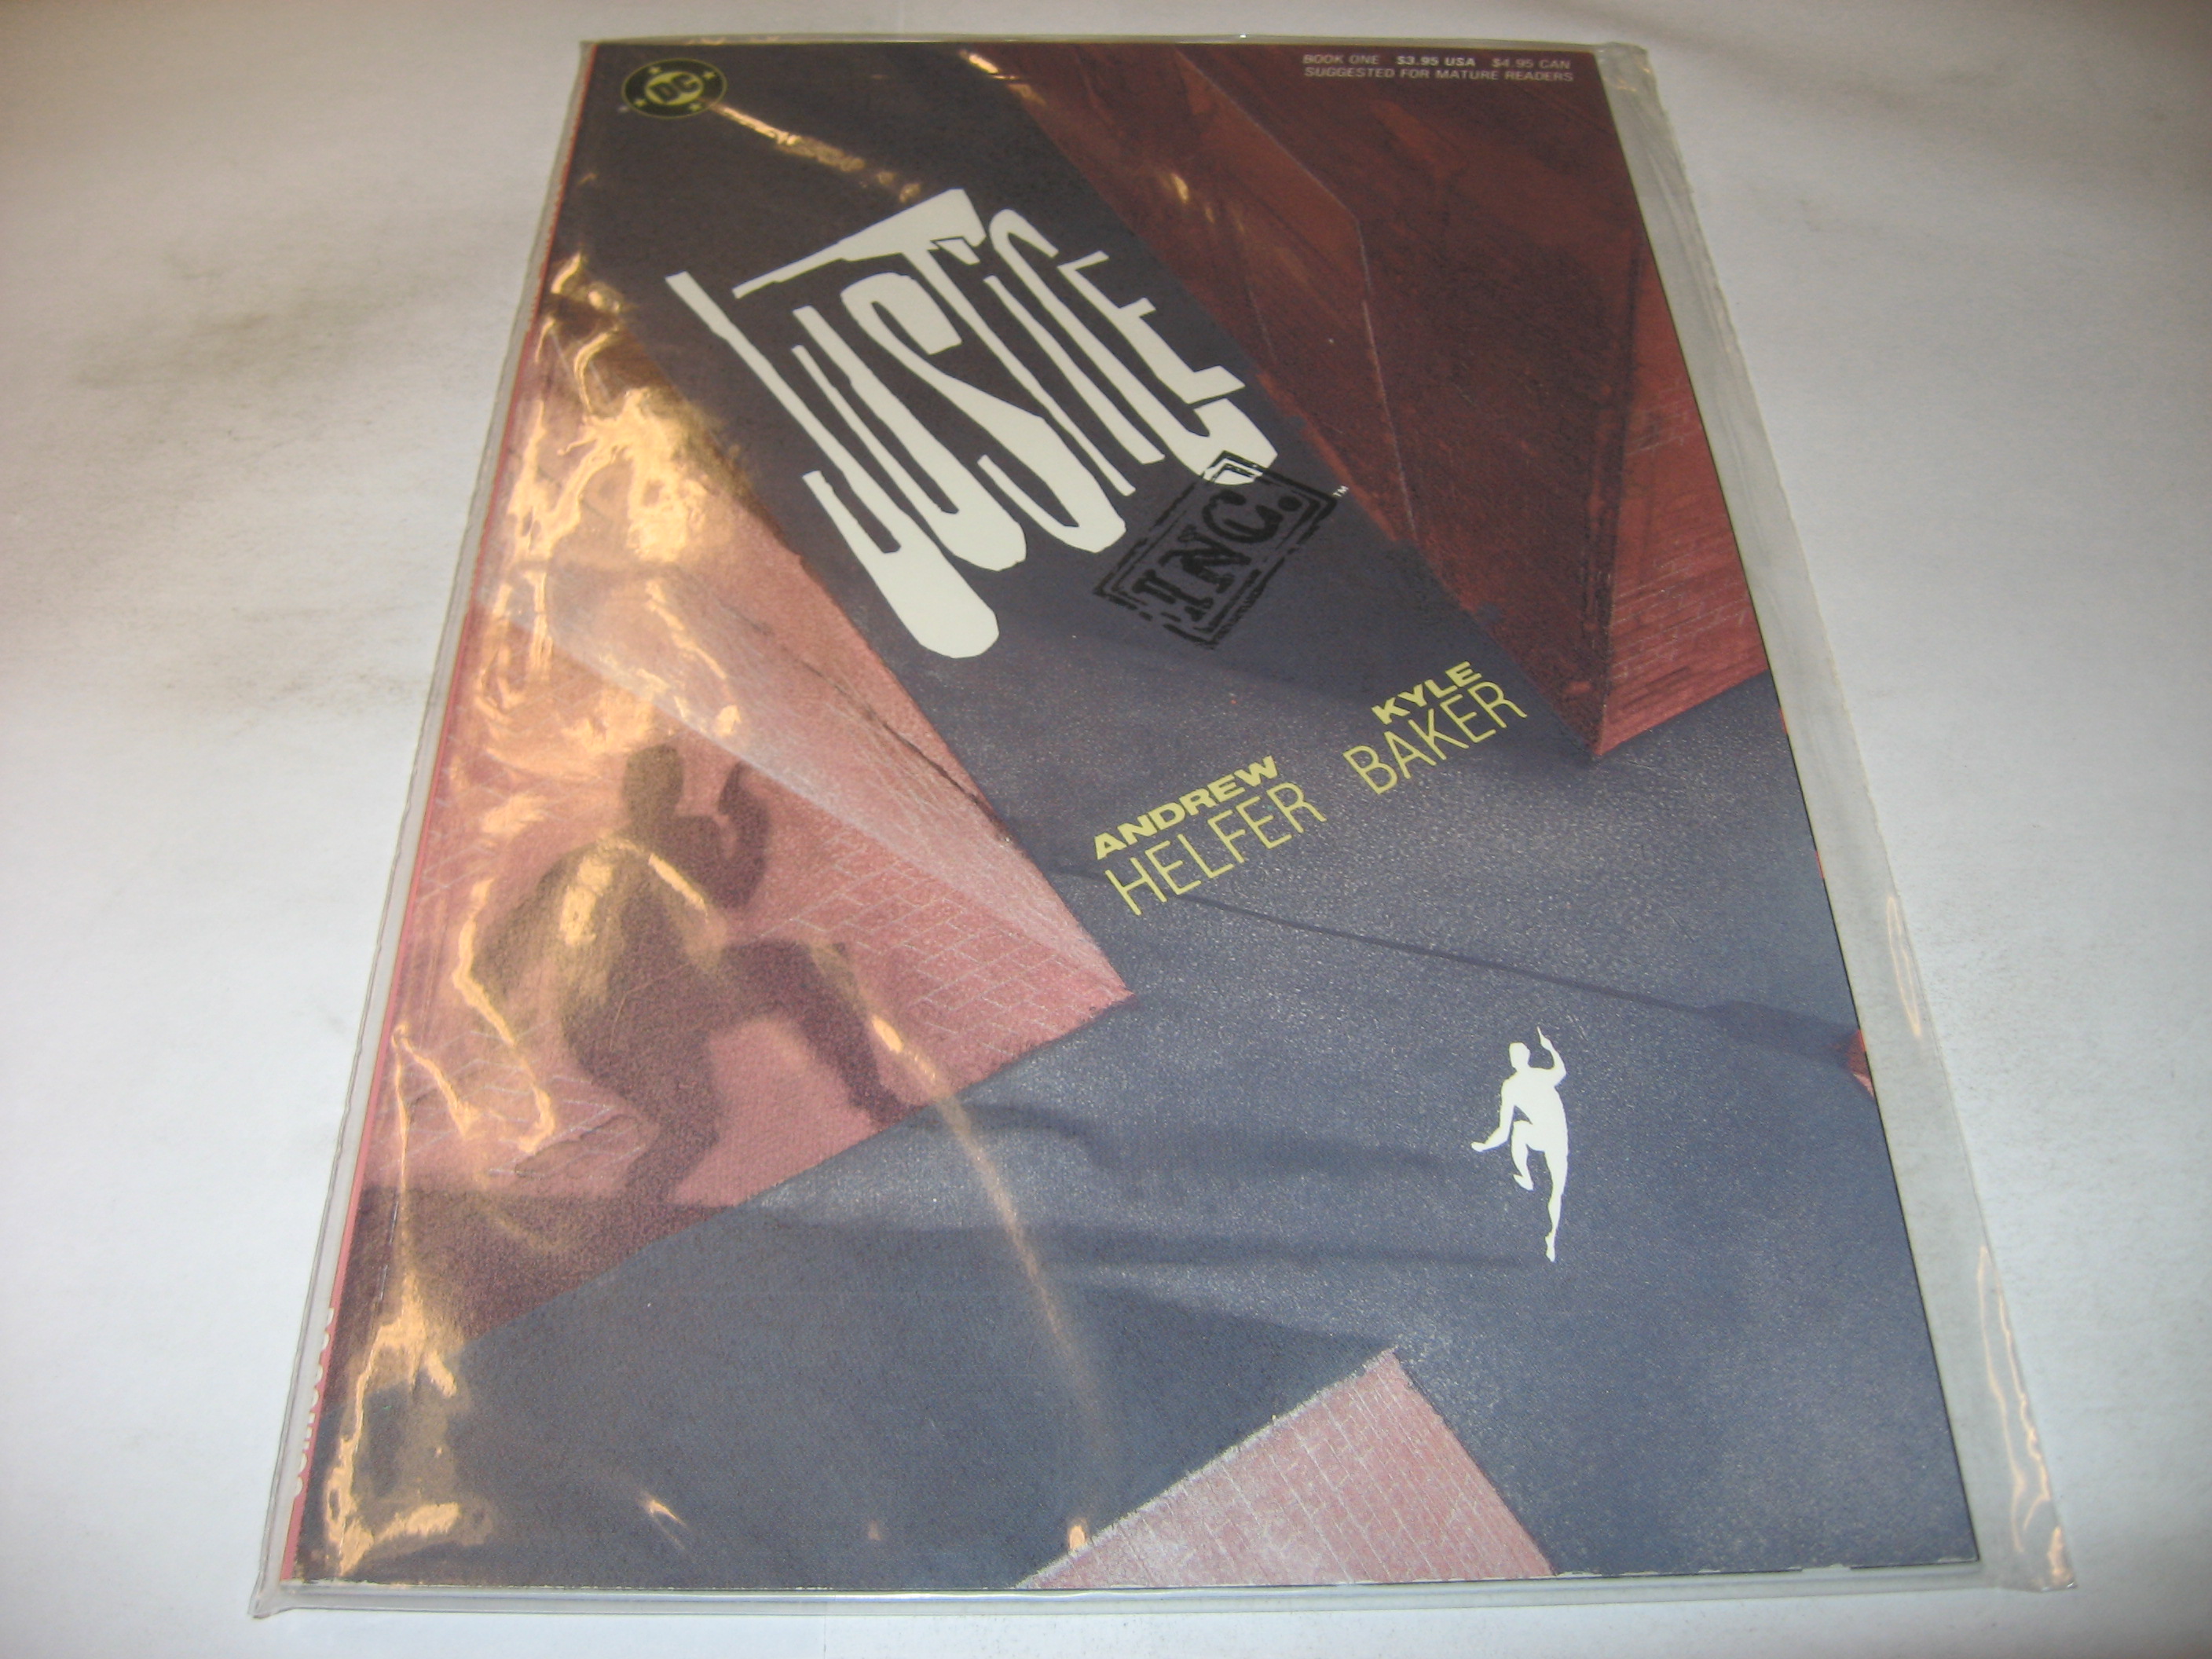 DC
BOOK ONE $3.95 USA $4.95 CAN
SUGGESTED FOR MATURE READERS
JUSTICE
INC.
TM
ANDREW
HELFER
KYLE
BAKER